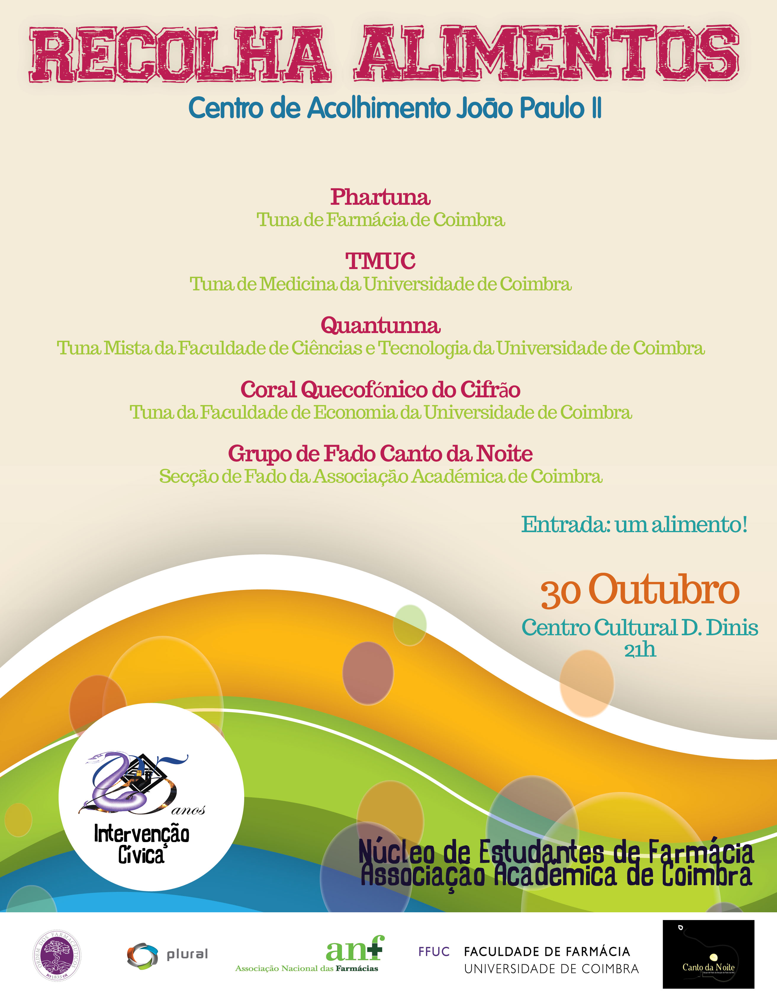 RECOLHA ALIMENTOS
Centro de Acolhimento João Paulo II
Phartuna
Tuna de Farmácia de Coimbra
TMUC
Tuna de Medicina da Universidade de Coimbra
Quantunna
Tuna Mista da Faculdade de Ciências e Tecnologia da Universidade de Coimbra
Coral Quecofónico do Cifrão
Tuna da Faculdade de Economia da Universidade de Coimbra
Grupo de Fado Canto da Noite
Secção de Fado da Associação Académica de Coimbra
Entrada: um alimento!
30 Outubro
Centro Cultural D. Dinis
21h
25 anos
Intervenção
Cívica
Núcleo de Estudantes de Farmácia
Associação Académica de Coimbra
ORDEM DOS FARMACÊUTICOS
1835
plural
anf
Associação Nacional das Farmácias
FFUC FACULDADE DE FARMÁCIA
UNIVERSIDADE DE COIMBRA
Canto da Noite